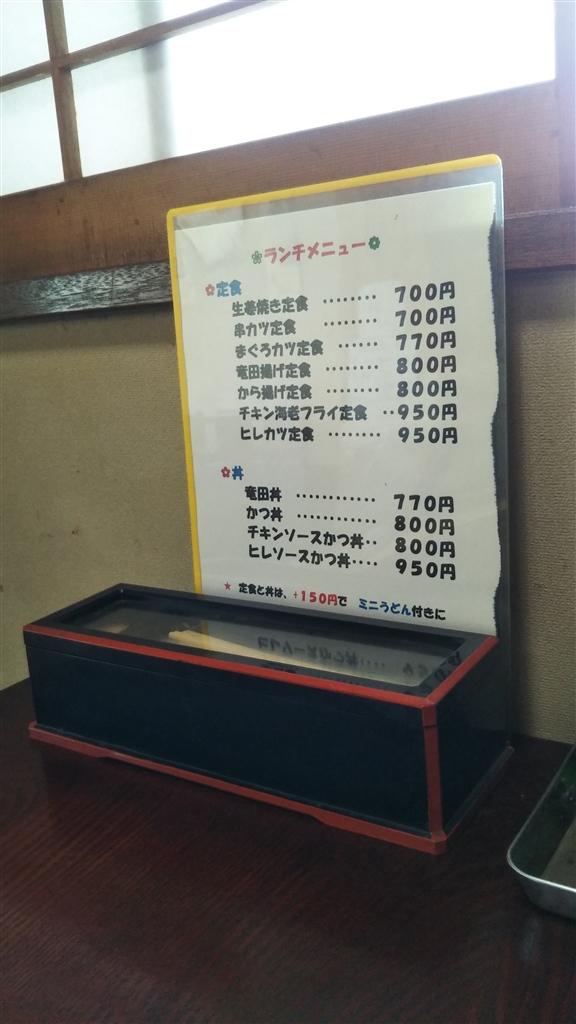 ランチメニュー
定食
生巻焼き定食 ········ 700円
串カツ定食 ········ 700円
まぐろカツ定食 ······ 770円
竜田揚げ定食 ········ 800円
から揚げ定食 ········ 800円
チキン海老フライ定食 ··950円
ヒレカツ定食 ········ 950円
丼
竜田丼 ············ 770円
かつ丼 ············ 800円
チキンソースかつ丼·· 800円
ヒレソースかつ丼···· 950円
★ 定食と丼は、+150円で ミニうどん付きに